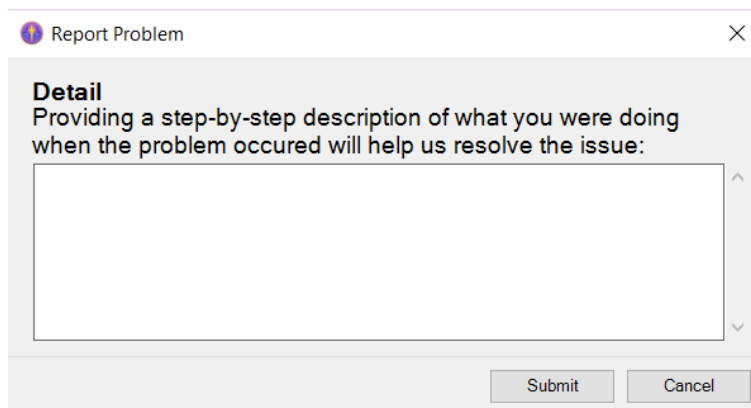 Report Problem
Detail
Providing a step-by-step description of what you were doing
when the problem occured will help us resolve the issue:
Submit Cancel